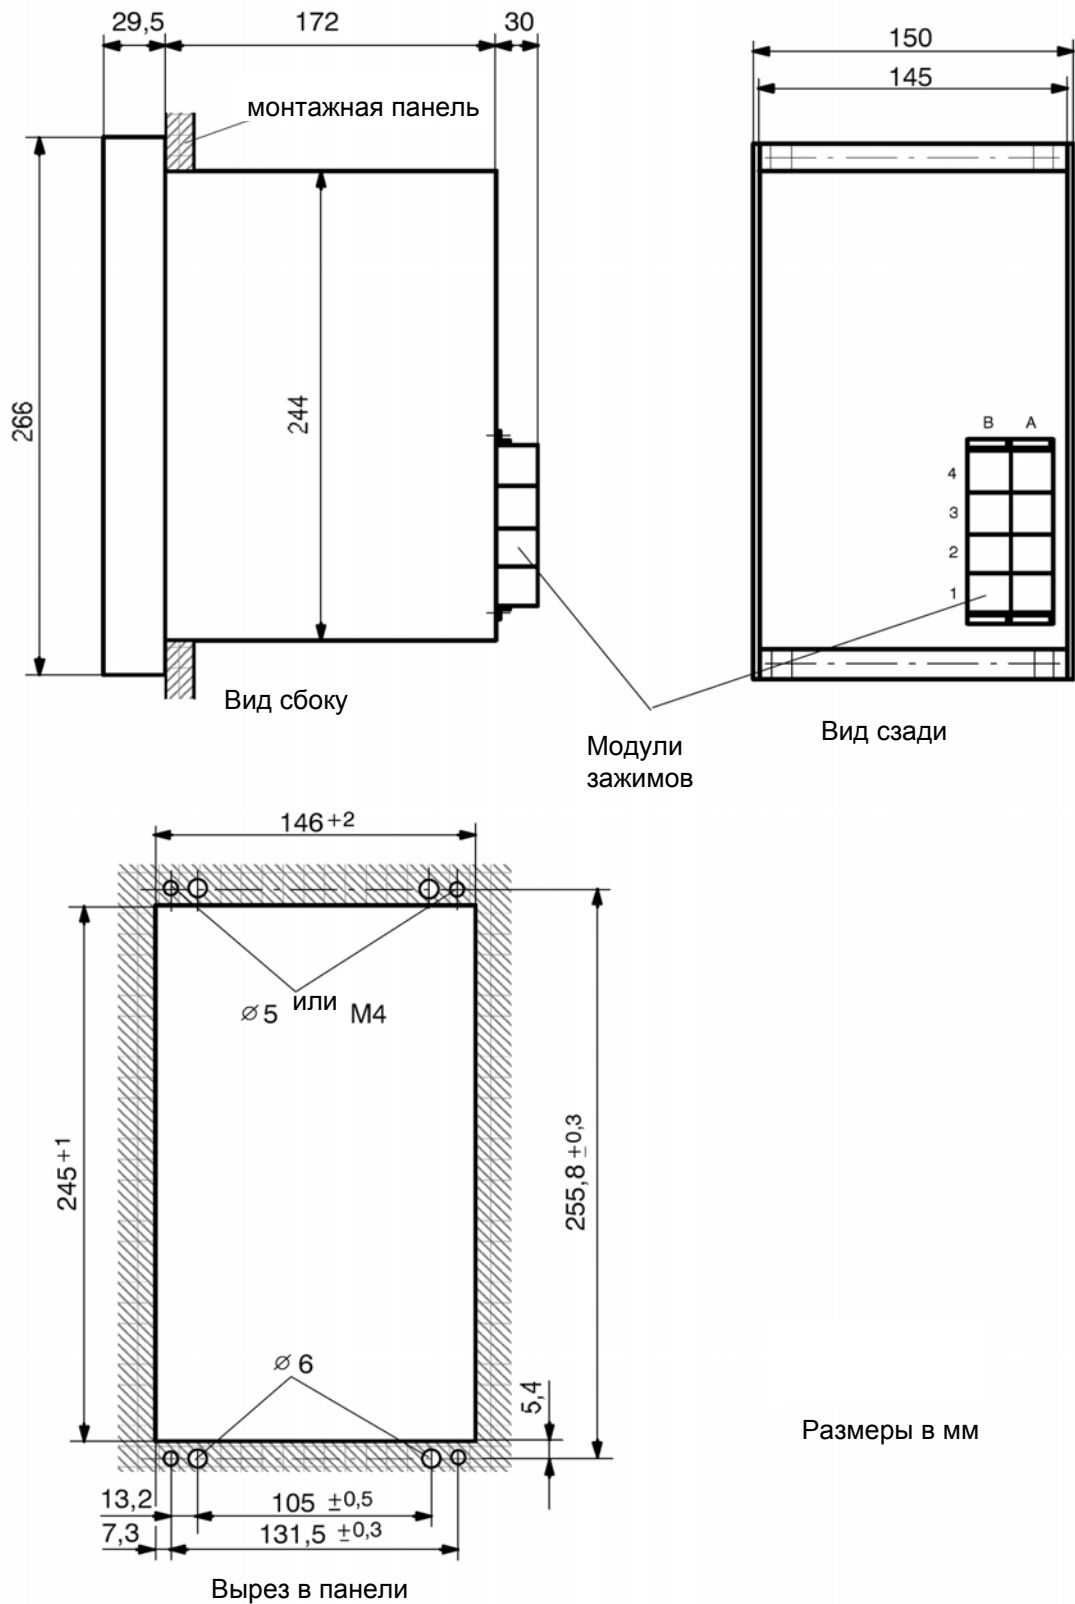 29,5
172
30
150
145
монтажная панель
266
244
B A
4
3
2
1
Вид сбоку
Модули
зажимов
Вид сзади
146+2
или
⌀ 5 M4
245+1
255,8 ±0,3
⌀ 6
5,4
Размеры в мм
13,2
105 ±0,5
7,3
131,5 ±0,3
Вырез в панели